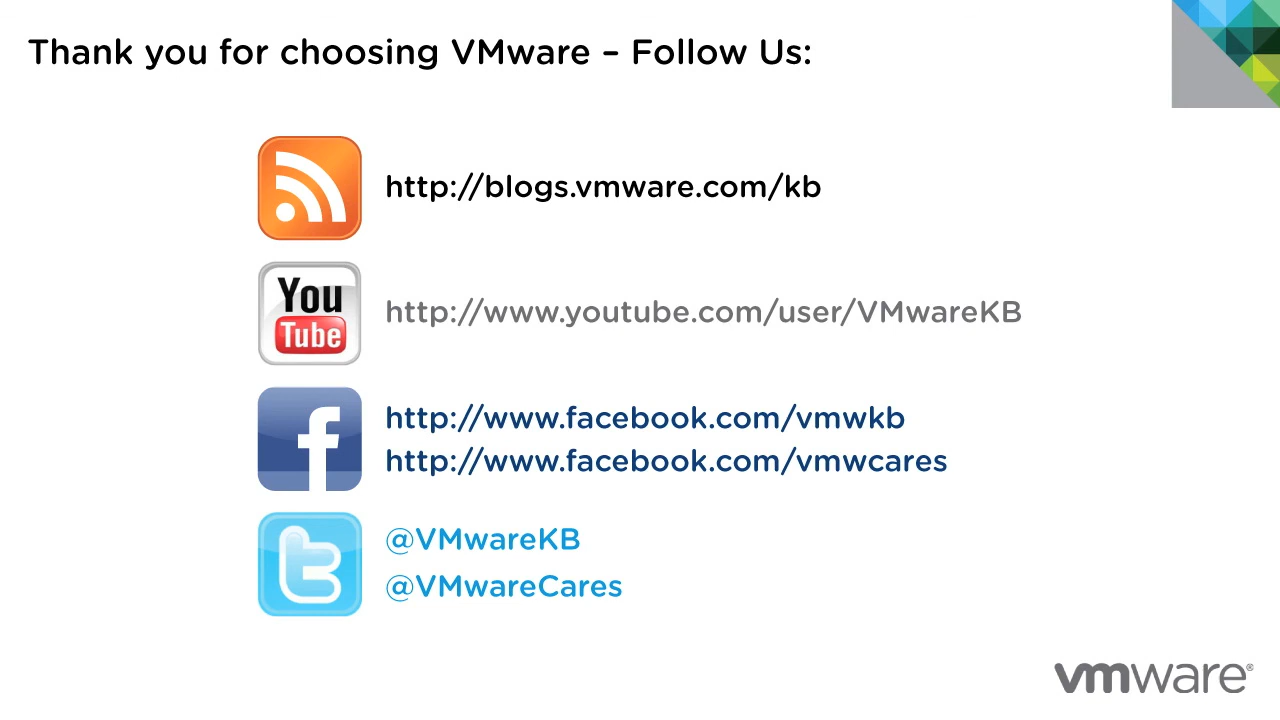 Thank you for choosing VMware – Follow Us:
http://blogs.vmware.com/kb
You
Tube
http://www.youtube.com/user/VMwareKB
f
http://www.facebook.com/vmwkb
http://www.facebook.com/vmwcares
t
@VMwareKB
@VMwareCares
vmware®